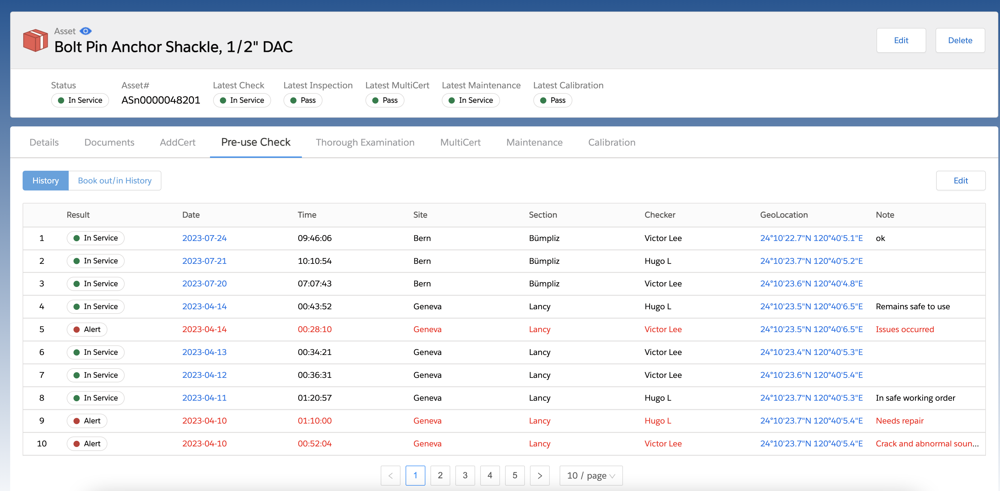 Asset
Bolt Pin Anchor Shackle, 1/2" DAC
Edit Delete
Status Asset# Latest Check Latest Inspection Latest MultiCert Latest Maintenance Latest Calibration
In Service ASn0000048201 In Service Pass Pass In Service Pass
Details Documents AddCert Pre-use Check Thorough Examination MultiCert Maintenance Calibration
History Book out/in History Edit
Result Date Time Site Section Checker GeoLocation Note
1 In Service 2023-07-24 09:46:06 Bern Bümpliz Victor Lee 24°10'22.7"N 120°40'5.1"E ok
2 In Service 2023-07-21 10:10:54 Bern Bümpliz Hugo L 24°10'23.7"N 120°40'5.2"E
3 In Service 2023-07-20 07:07:43 Bern Bümpliz Victor Lee 24°10'23.6"N 120°40'4.8"E
4 In Service 2023-04-14 00:43:52 Geneva Lancy Hugo L 24°10'23.5"N 120°40'6.5"E Remains safe to use
5 Alert 2023-04-14 00:28:10 Geneva Lancy Victor Lee 24°10'23.5"N 120°40'6.5"E Issues occurred
6 In Service 2023-04-13 00:34:21 Geneva Lancy Victor Lee 24°10'23.4"N 120°40'5.3"E
7 In Service 2023-04-12 00:36:31 Geneva Lancy Victor Lee 24°10'23.6"N 120°40'5.4"E
8 In Service 2023-04-11 01:20:57 Geneva Lancy Hugo L 24°10'23.7"N 120°40'5.3"E In safe working order
9 Alert 2023-04-10 01:10:00 Geneva Lancy Hugo L 24°10'23.7"N 120°40'5.4"E Needs repair
10 Alert 2023-04-10 00:52:04 Geneva Lancy Victor Lee 24°10'23.7"N 120°40'5.4"E Crack and abnormal soun...
< 1 2 3 4 5 > 10 / page